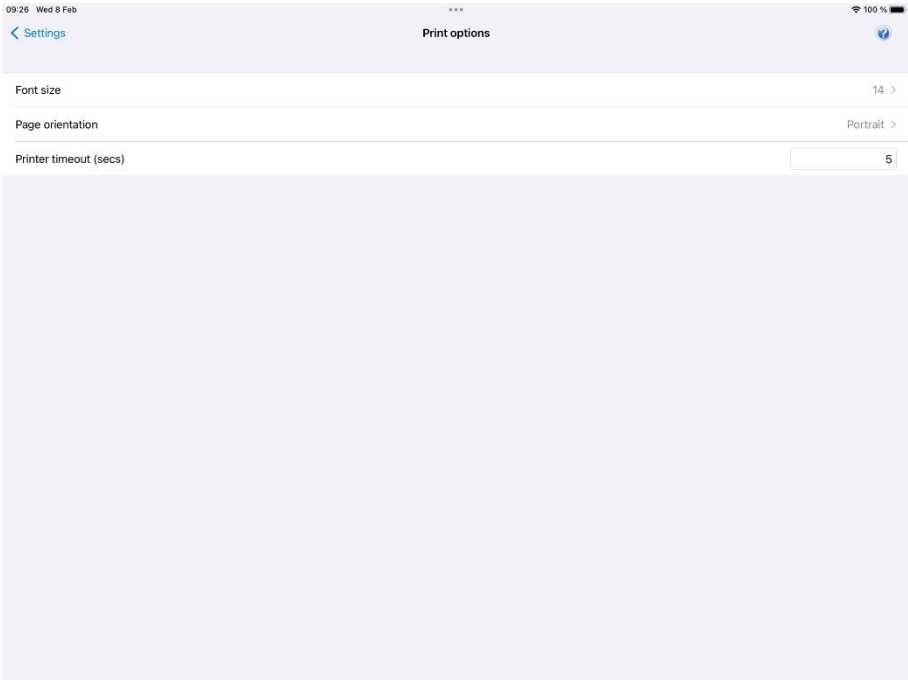 09:26 Wed 8 Feb 100 %
Settings Print options ?
Font size 14
Page orientation Portrait
Printer timeout (secs) 5